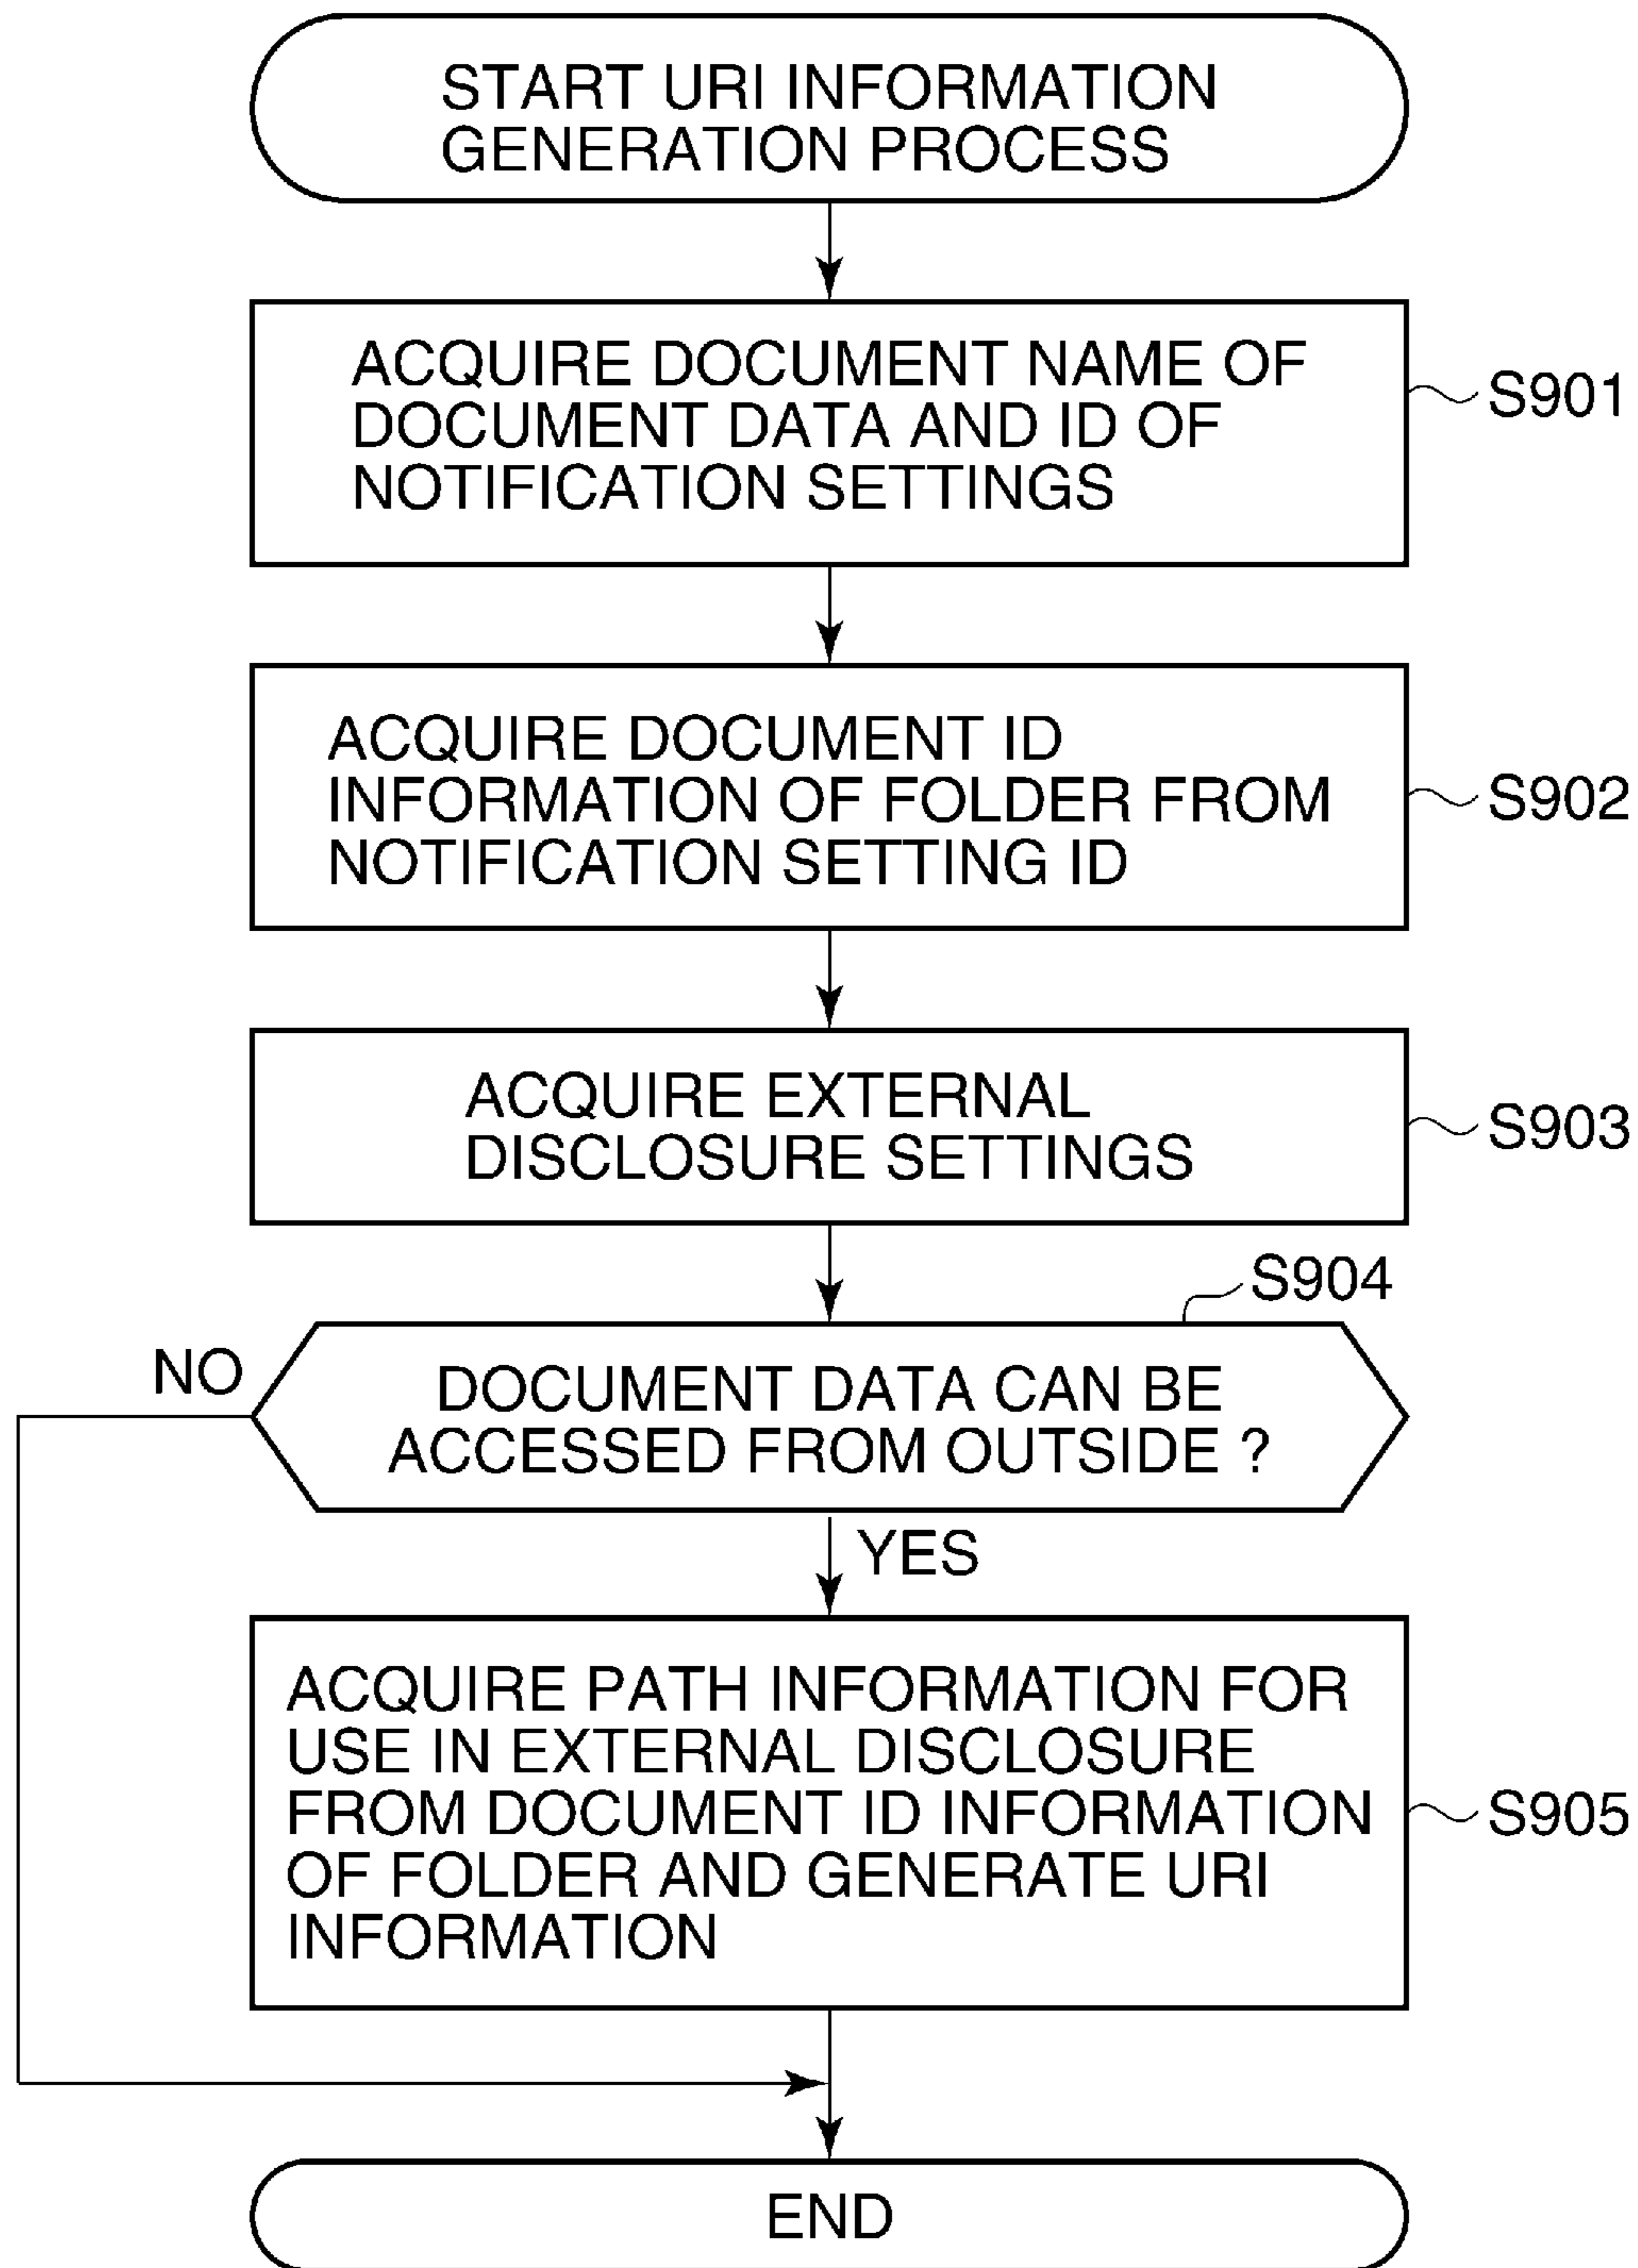 START URI INFORMATION
GENERATION PROCESS
ACQUIRE DOCUMENT NAME OF
DOCUMENT DATA AND ID OF
NOTIFICATION SETTINGS
S901
ACQUIRE DOCUMENT ID
INFORMATION OF FOLDER FROM
NOTIFICATION SETTING ID
S902
ACQUIRE EXTERNAL
DISCLOSURE SETTINGS
S903
S904
NO
DOCUMENT DATA CAN BE
ACCESSED FROM OUTSIDE ?
YES
ACQUIRE PATH INFORMATION FOR
USE IN EXTERNAL DISCLOSURE
FROM DOCUMENT ID INFORMATION
OF FOLDER AND GENERATE URI
INFORMATION
S905
END